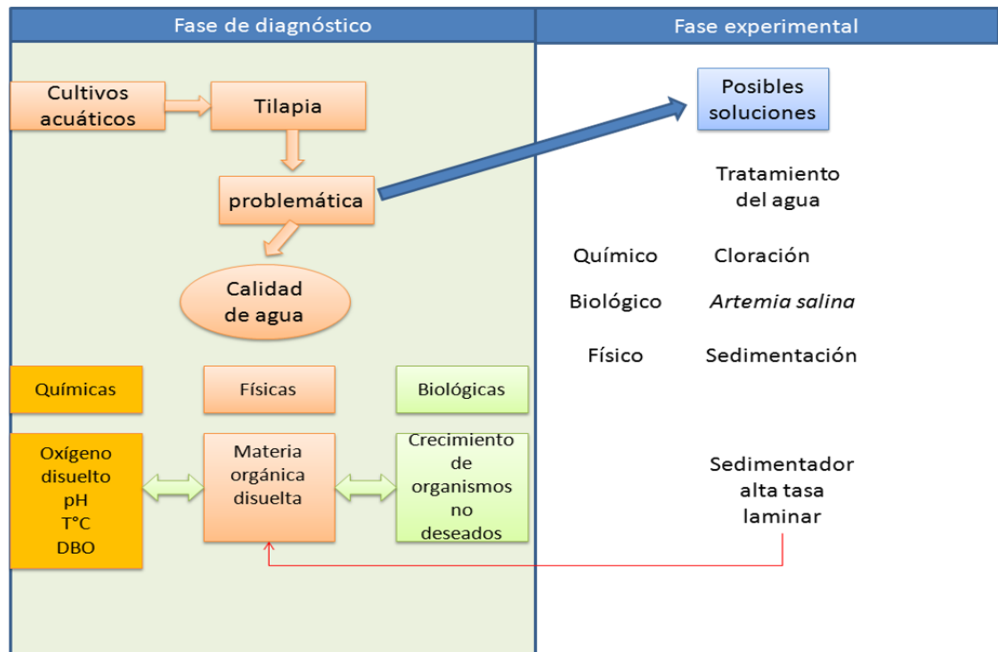 Fase de diagnóstico
Fase experimental
Cultivos
acuáticos
Tilapia
problemática
Calidad
de agua
Químicas
Físicas
Biológicas
Oxígeno
disuelto
pH
T°C
DBO
Materia
orgánica
disuelta
Crecimiento
de
organismos
no
deseados
Posibles
soluciones
Tratamiento
del agua
Químico
Cloración
Biológico
Artemia salina
Físico
Sedimentación
Sedimentador
alta tasa
laminar